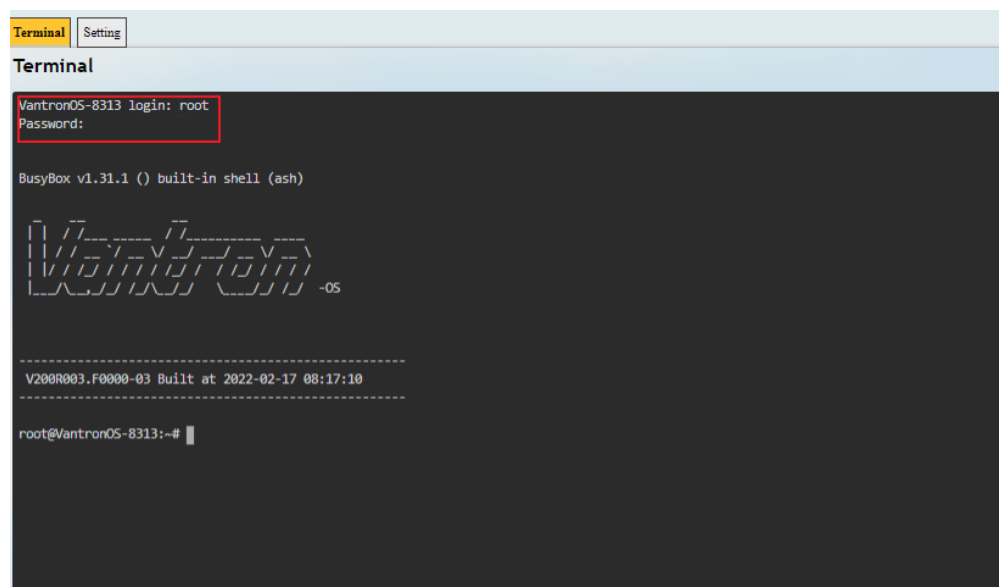 Terminal
Setting
Terminal
VantronOS-8313 login: root
Password:
BusyBox v1.31.1 () built-in shell (ash)
Vantron -OS
-----------------------------------------------------
V200R003.F0000-03 Built at 2022-02-17 08:17:10
-----------------------------------------------------
root@VantronOS-8313:~#